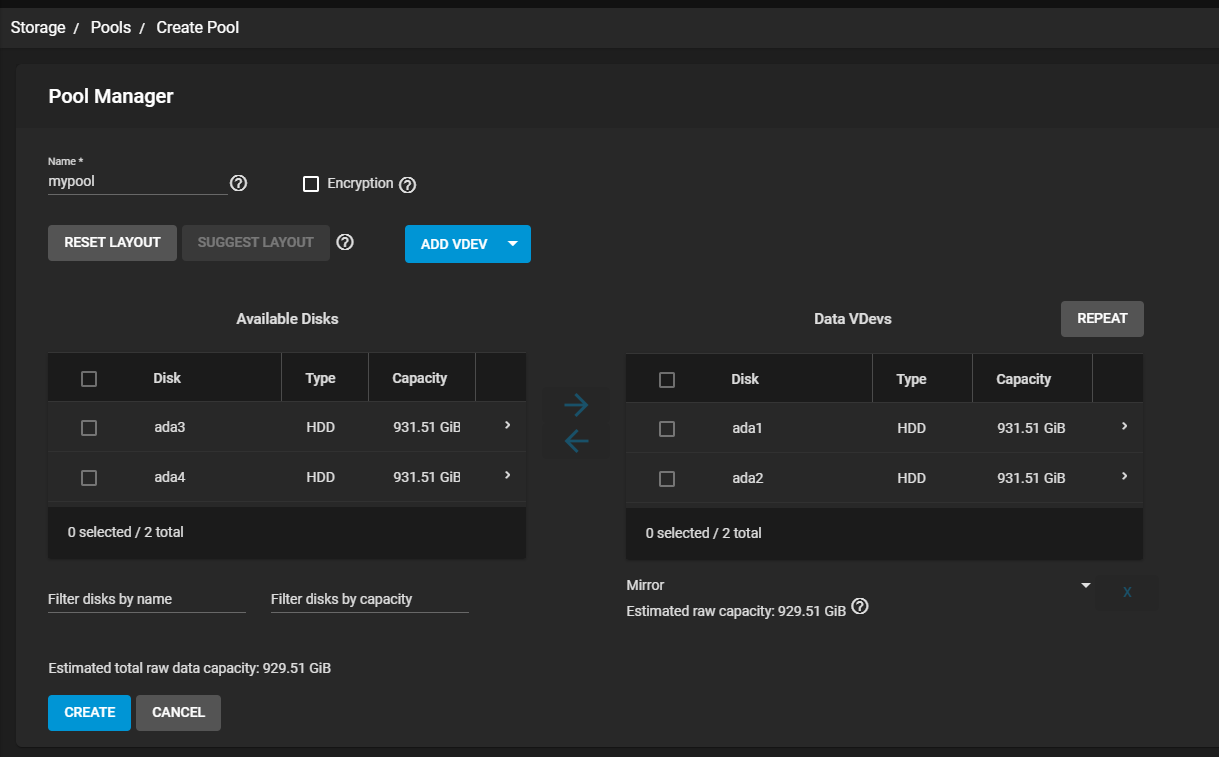 Storage / Pools / Create Pool
Pool Manager
Name *
mypool
Encryption
RESET LAYOUT
SUGGEST LAYOUT
ADD VDEV
Available Disks
Disk Type Capacity
ada3 HDD 931.51 GiB
ada4 HDD 931.51 GiB
0 selected / 2 total
Filter disks by name
Filter disks by capacity
Data VDevs
REPEAT
Disk Type Capacity
ada1 HDD 931.51 GiB
ada2 HDD 931.51 GiB
0 selected / 2 total
Mirror
X
Estimated raw capacity: 929.51 GiB
Estimated total raw data capacity: 929.51 GiB
CREATE
CANCEL